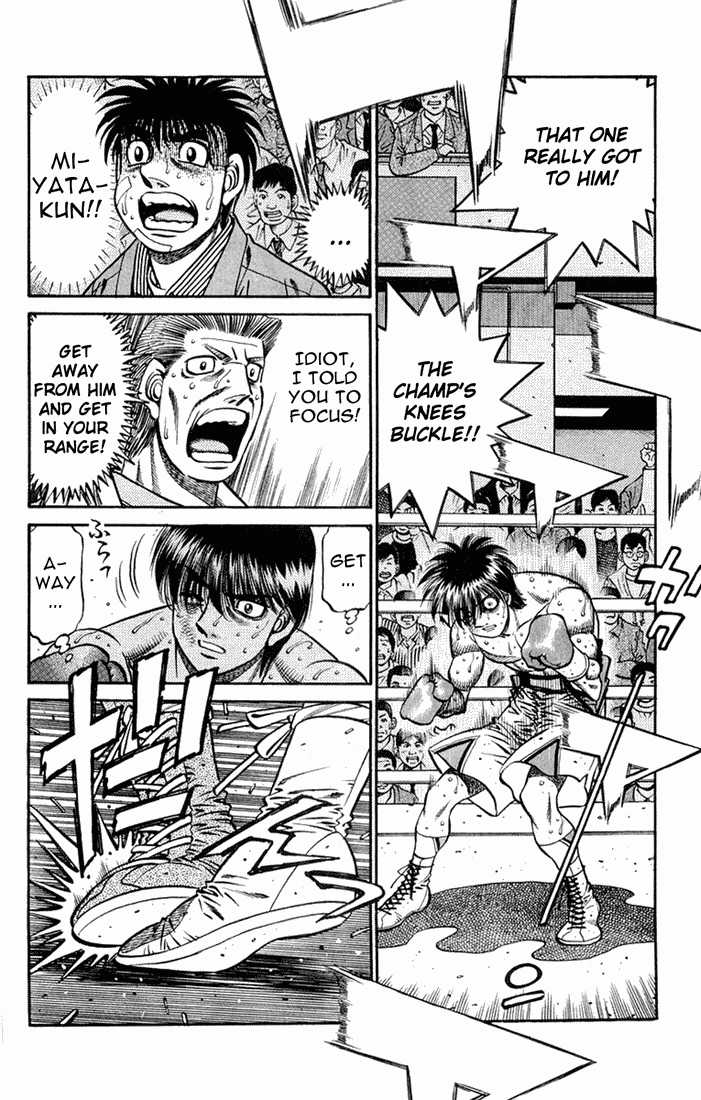 THAT ONE
REALLY GOT
TO HIM!
THE
CHAMP'S
KNEES
BUCKLE!!
...
MI-
YATA-
KUN!!
IDIOT,
I TOLD
YOU TO
FOCUS!
GET
AWAY
FROM HIM
AND GET
IN YOUR
RANGE!
GET
...
A-
WAY
...
ふらっ